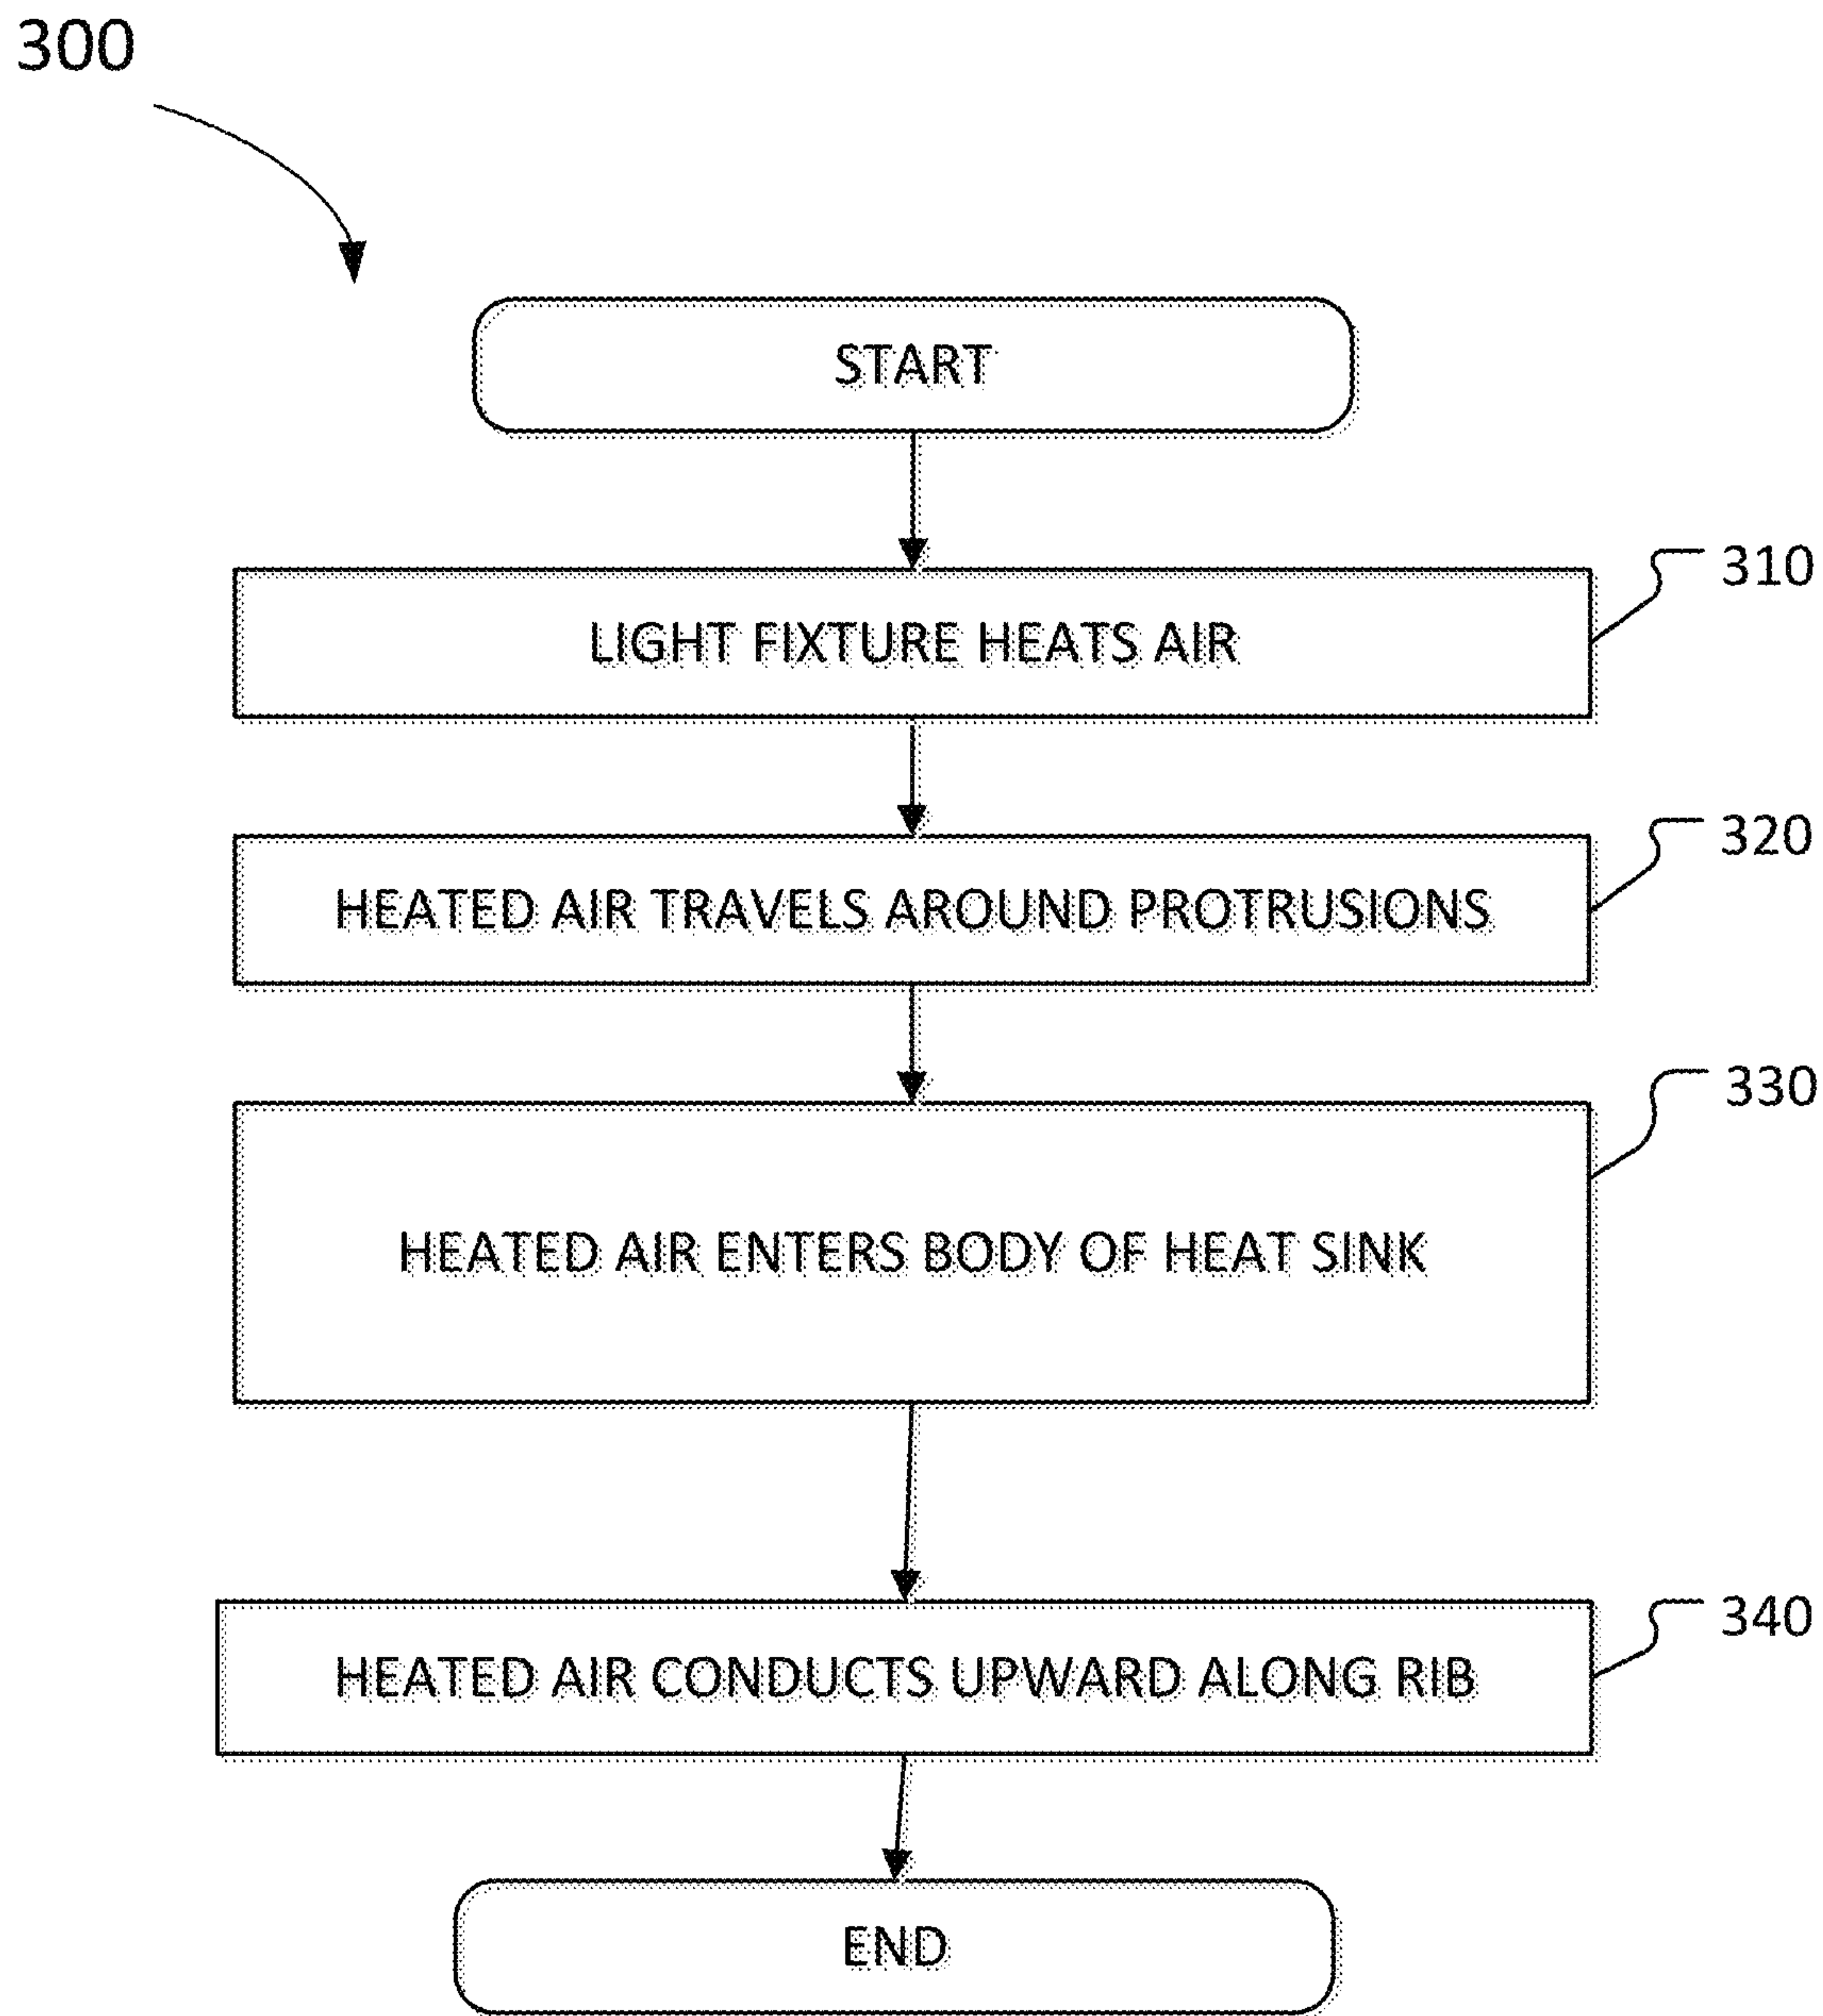 300
START
310
LIGHT FIXTURE HEATS AIR
320
HEATED AIR TRAVELS AROUND PROTRUSIONS
330
HEATED AIR ENTERS BODY OF HEAT SINK
340
HEATED AIR CONDUCTS UPWARD ALONG RIB
END